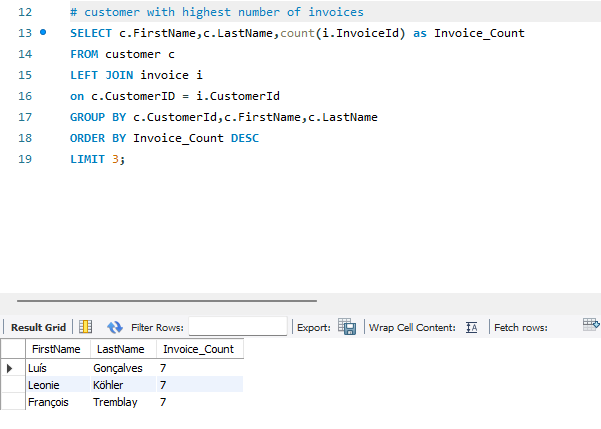 12 # customer with highest number of invoices
13 SELECT c.FirstName,c.LastName,count(i.InvoiceId) as Invoice_Count
14 FROM customer c
15 LEFT JOIN invoice i
16 on c.CustomerID = i.CustomerId
17 GROUP BY c.CustomerId,c.FirstName,c.LastName
18 ORDER BY Invoice_Count DESC
19 LIMIT 3;
Result Grid Filter Rows: Export: Wrap Cell Content: Fetch rows:
FirstName LastName Invoice_Count
Luís Gonçalves 7
Leonie Köhler 7
François Tremblay 7